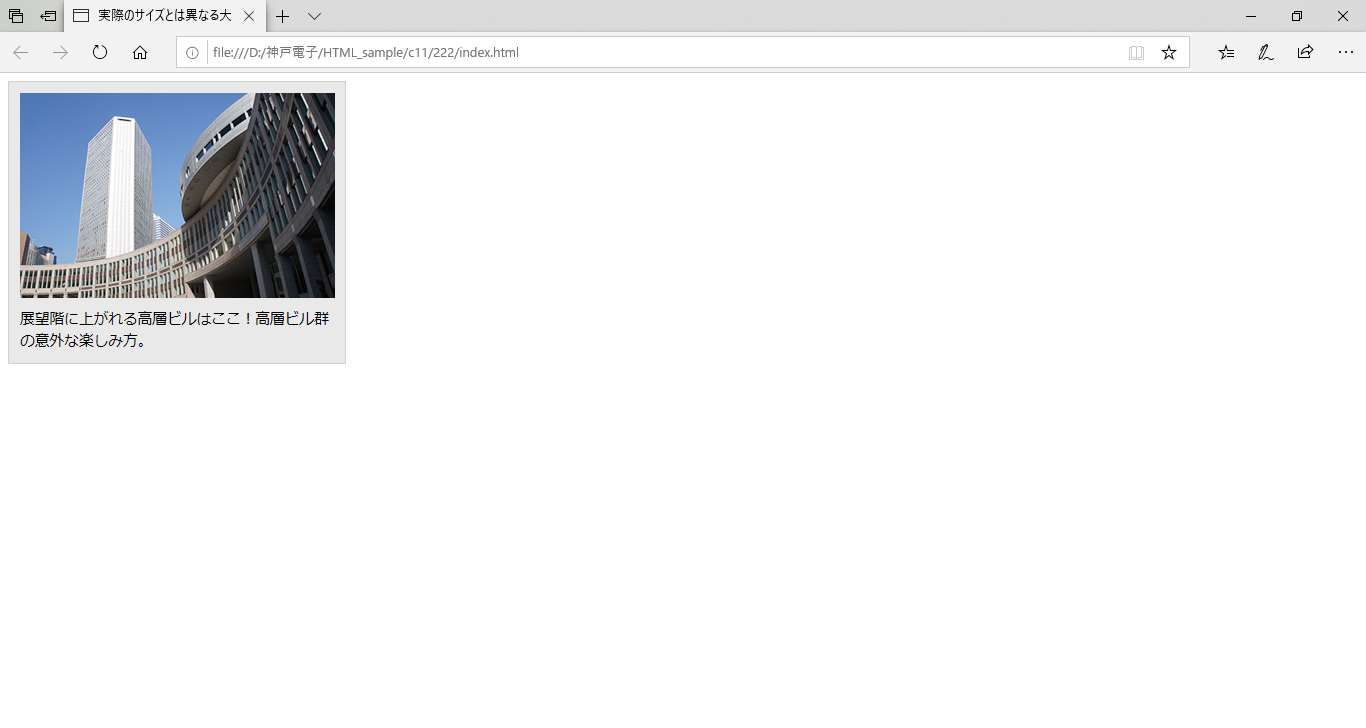 実際のサイズとは異なる大
file:///D:/神戸電子/HTML_sample/c11/222/index.html
展望階に上がれる高層ビルはここ！高層ビル群
の意外な楽しみ方。